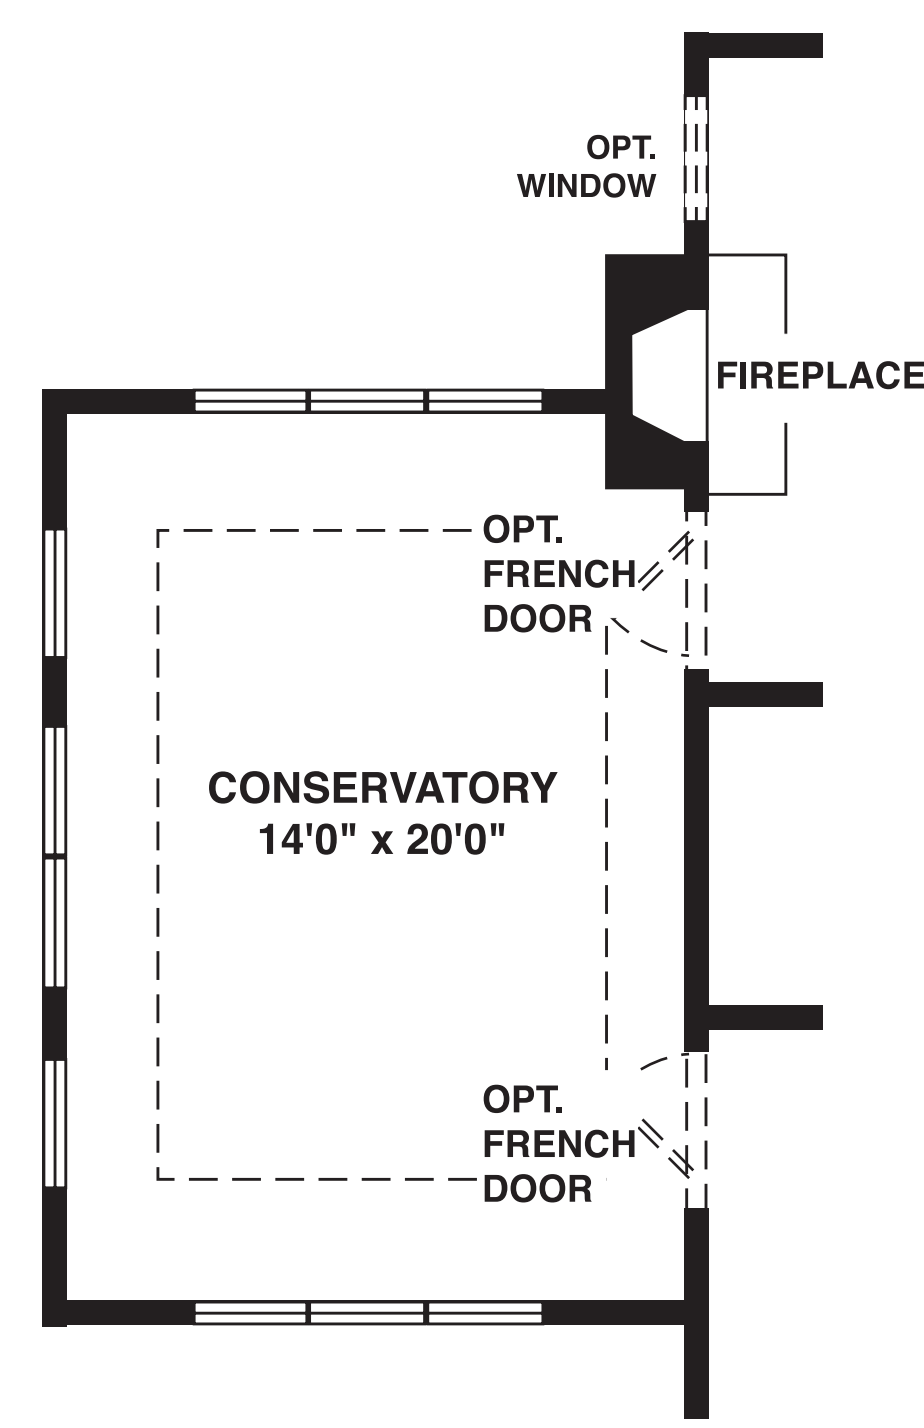 OPT.
WINDOW
FIREPLACE
OPT.
FRENCH
DOOR
CONSERVATORY
14'0" x 20'0"
OPT.
FRENCH
DOOR